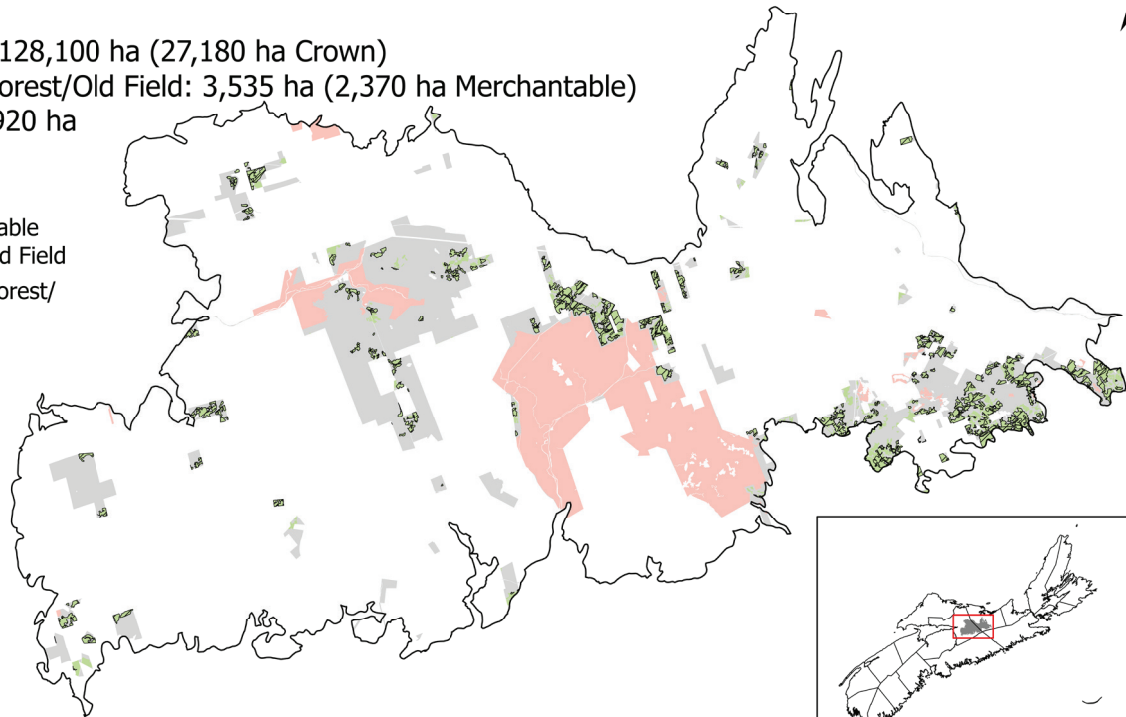 128,100 ha (27,180 ha Crown)
orest/Old Field: 3,535 ha (2,370 ha Merchantable)
920 ha
able
d Field
orest/